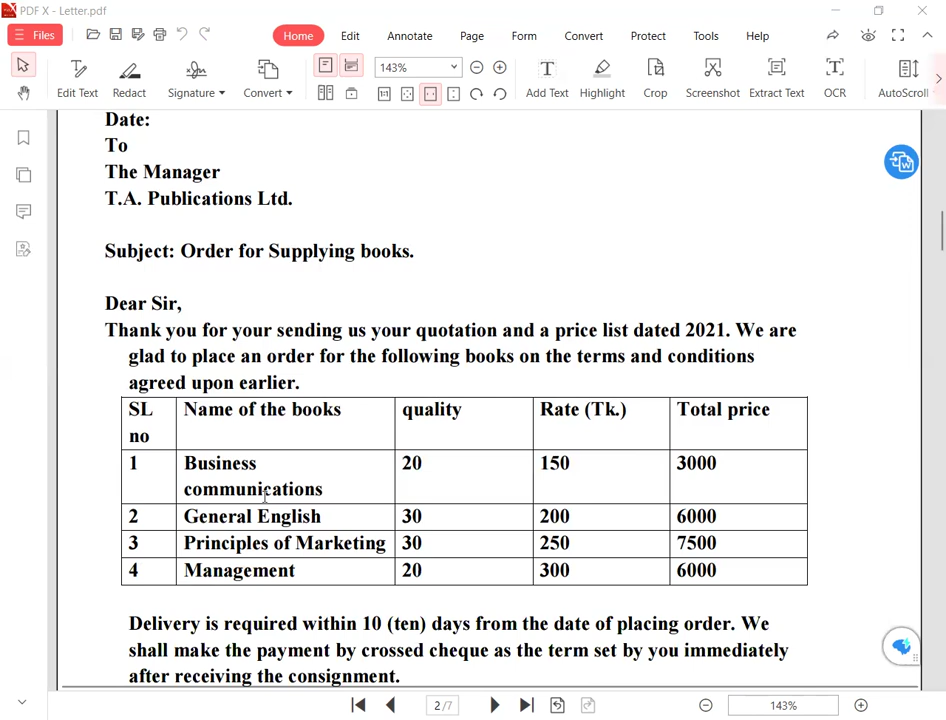 PDF X - Letter.pdf
Files
Home
Edit
Annotate
Page
Form
Convert
Protect
Tools
Help
143%
Edit Text
Redact
Signature
Convert
1:1
Add Text
Highlight
Crop
Screenshot
Extract Text
OCR
AutoScroll
Date:
To
The Manager
T.A. Publications Ltd.
Subject: Order for Supplying books.
Dear Sir,
Thank you for your sending us your quotation and a price list dated 2021. We are
glad to place an order for the following books on the terms and conditions
agreed upon earlier.
SL no Name of the books quality Rate (Tk.) Total price
1 Business communications 20 150 3000
2 General English 30 200 6000
3 Principles of Marketing 30 250 7500
4 Management 20 300 6000
Delivery is required within 10 (ten) days from the date of placing order. We
shall make the payment by crossed cheque as the term set by you immediately
after receiving the consignment.
2/7
143%